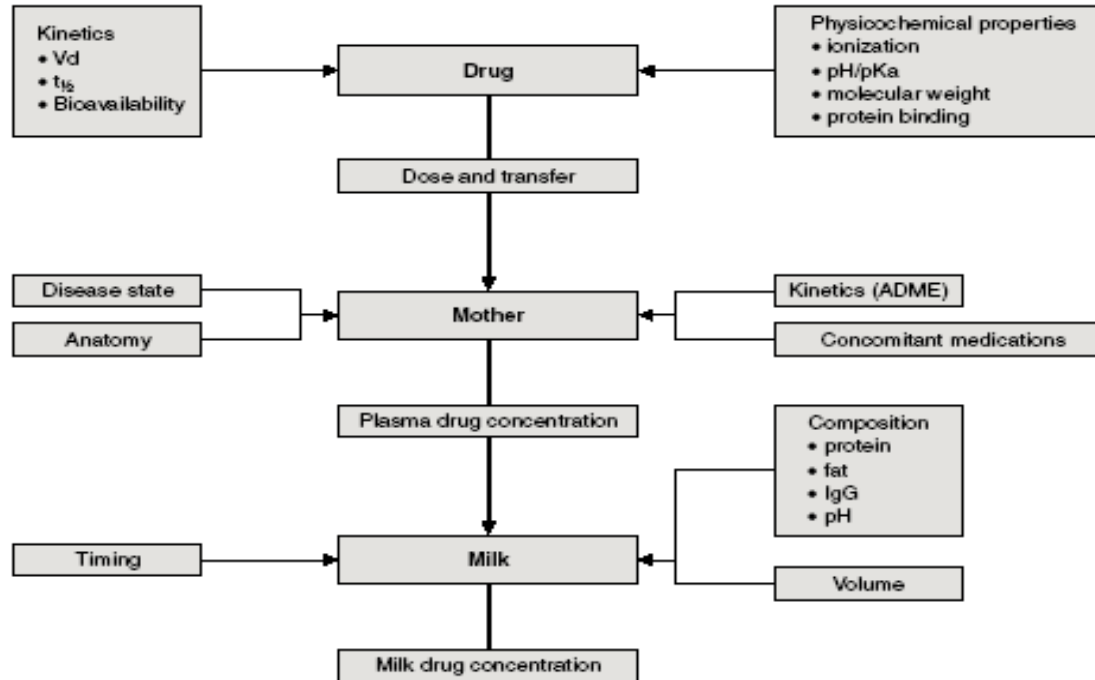 Kinetics
• Vd
• t½
• Bioavailability
Drug
Physicochemical properties
• ionization
• pH/pKa
• molecular weight
• protein binding
Dose and transfer
Disease state
Anatomy
Mother
Kinetics (ADME)
Concomitant medications
Plasma drug concentration
Composition
• protein
• fat
• IgG
• pH
Timing
Milk
Volume
Milk drug concentration